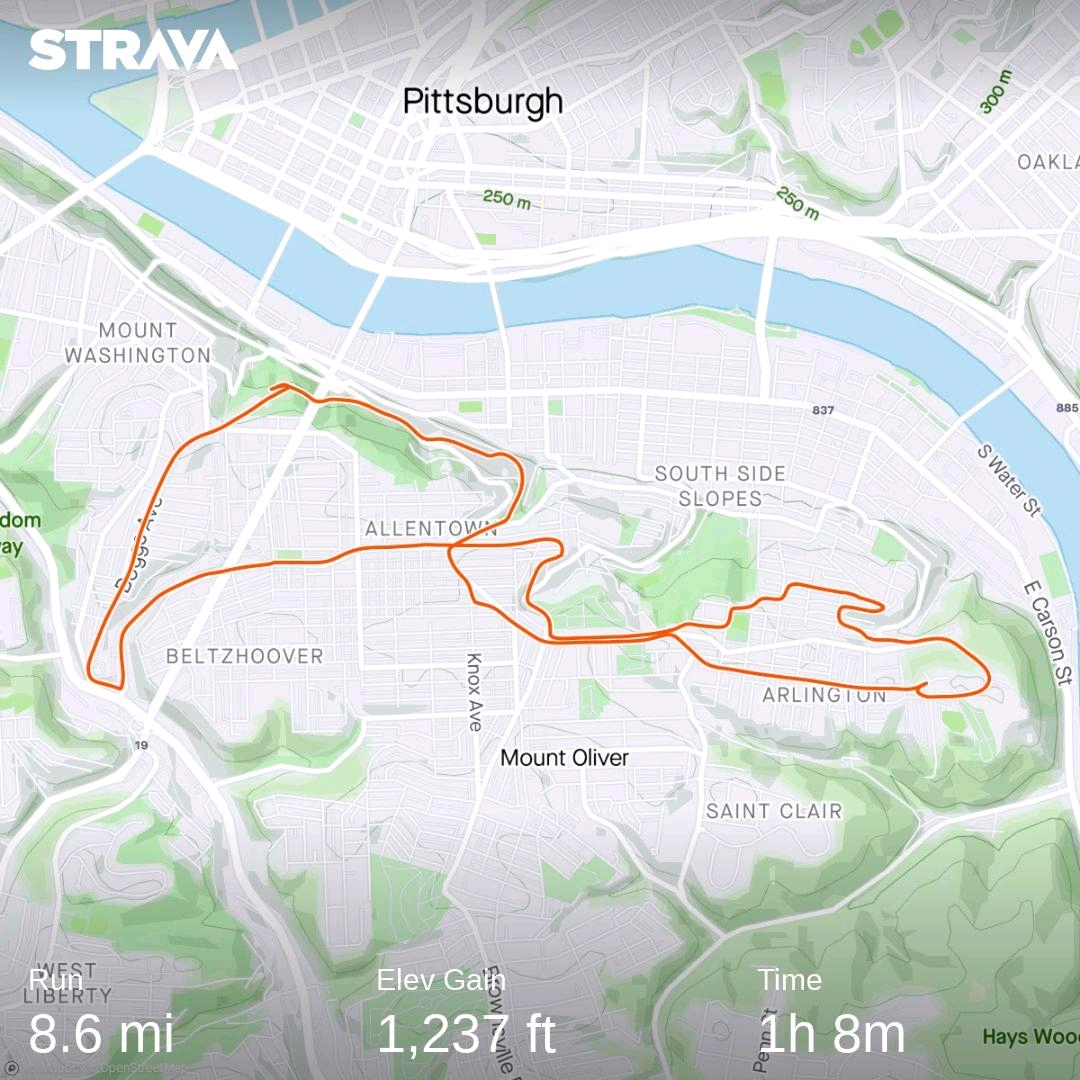 STRAVA
Pittsburgh
300 m
OAKLA
250 m
250 m
MOUNT
WASHINGTON
837
885
SOUTH SIDE
SLOPES
S Water St
dom
ay
ALLENTOWN
Boggs Ave
E Carson St
BELTZHOOVER
Knox Ave
ARLINGTON
19
Mount Oliver
SAINT CLAIR
WEST
LIBERTY
Run
Elev Gain
Time
8.6 mi
1,237 ft
1h 8m
Hays Woo
© Mapbox © OpenStreetMap